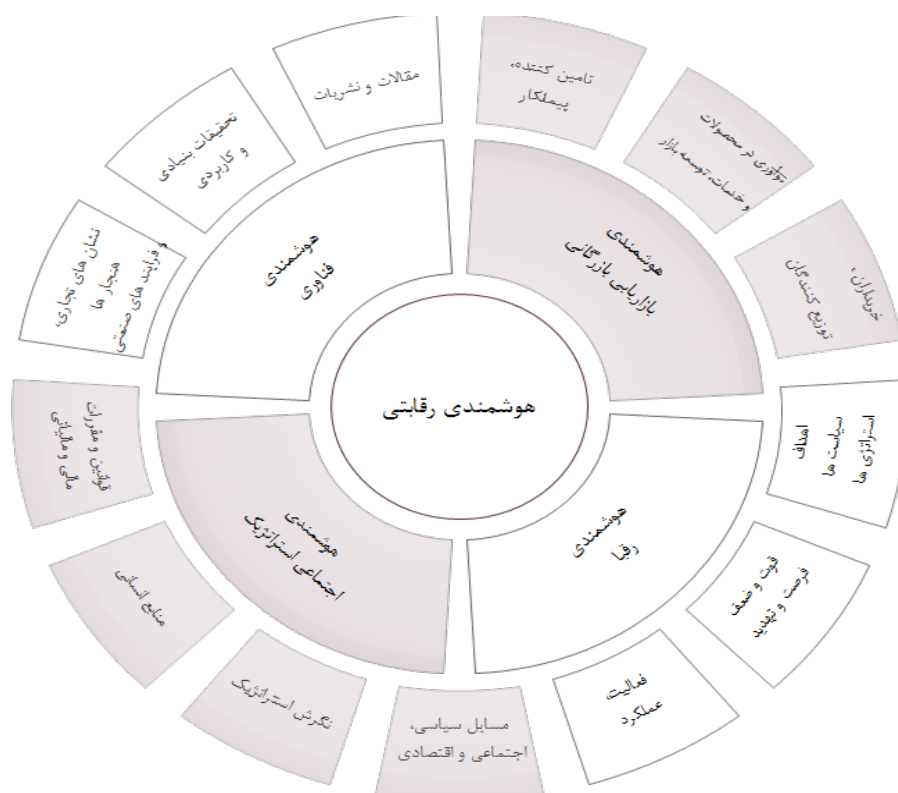 هوشمندی رقابتی
هوشمندی
بازاریابی بازرگانی
تامین کننده،
پیملکار
نوآوری در محصولات
و خدمات، توسعه بازار
خریداران ،
توزیع کنندگان
هوشمندی
رقبا
استراتژی ها
سیاست ها
اهداف
قوت و ضعف
فرصت و تهدید
فعالیت،
عملکرد
هوشمندی
اجتماعی استراتژیک
مسایل سیاسی،
اجتماعی و اقتصادی
نگرش استراتژیک
منابع انسانی
قوانین و مقررات
مالی و مالیاتی
هوشمندی
فناوری
نشان های تجاری،
هنجار ها
و فرایند های صنعتی
تحقیقات بنیادی
و کاربردی
مقالات و نشریات